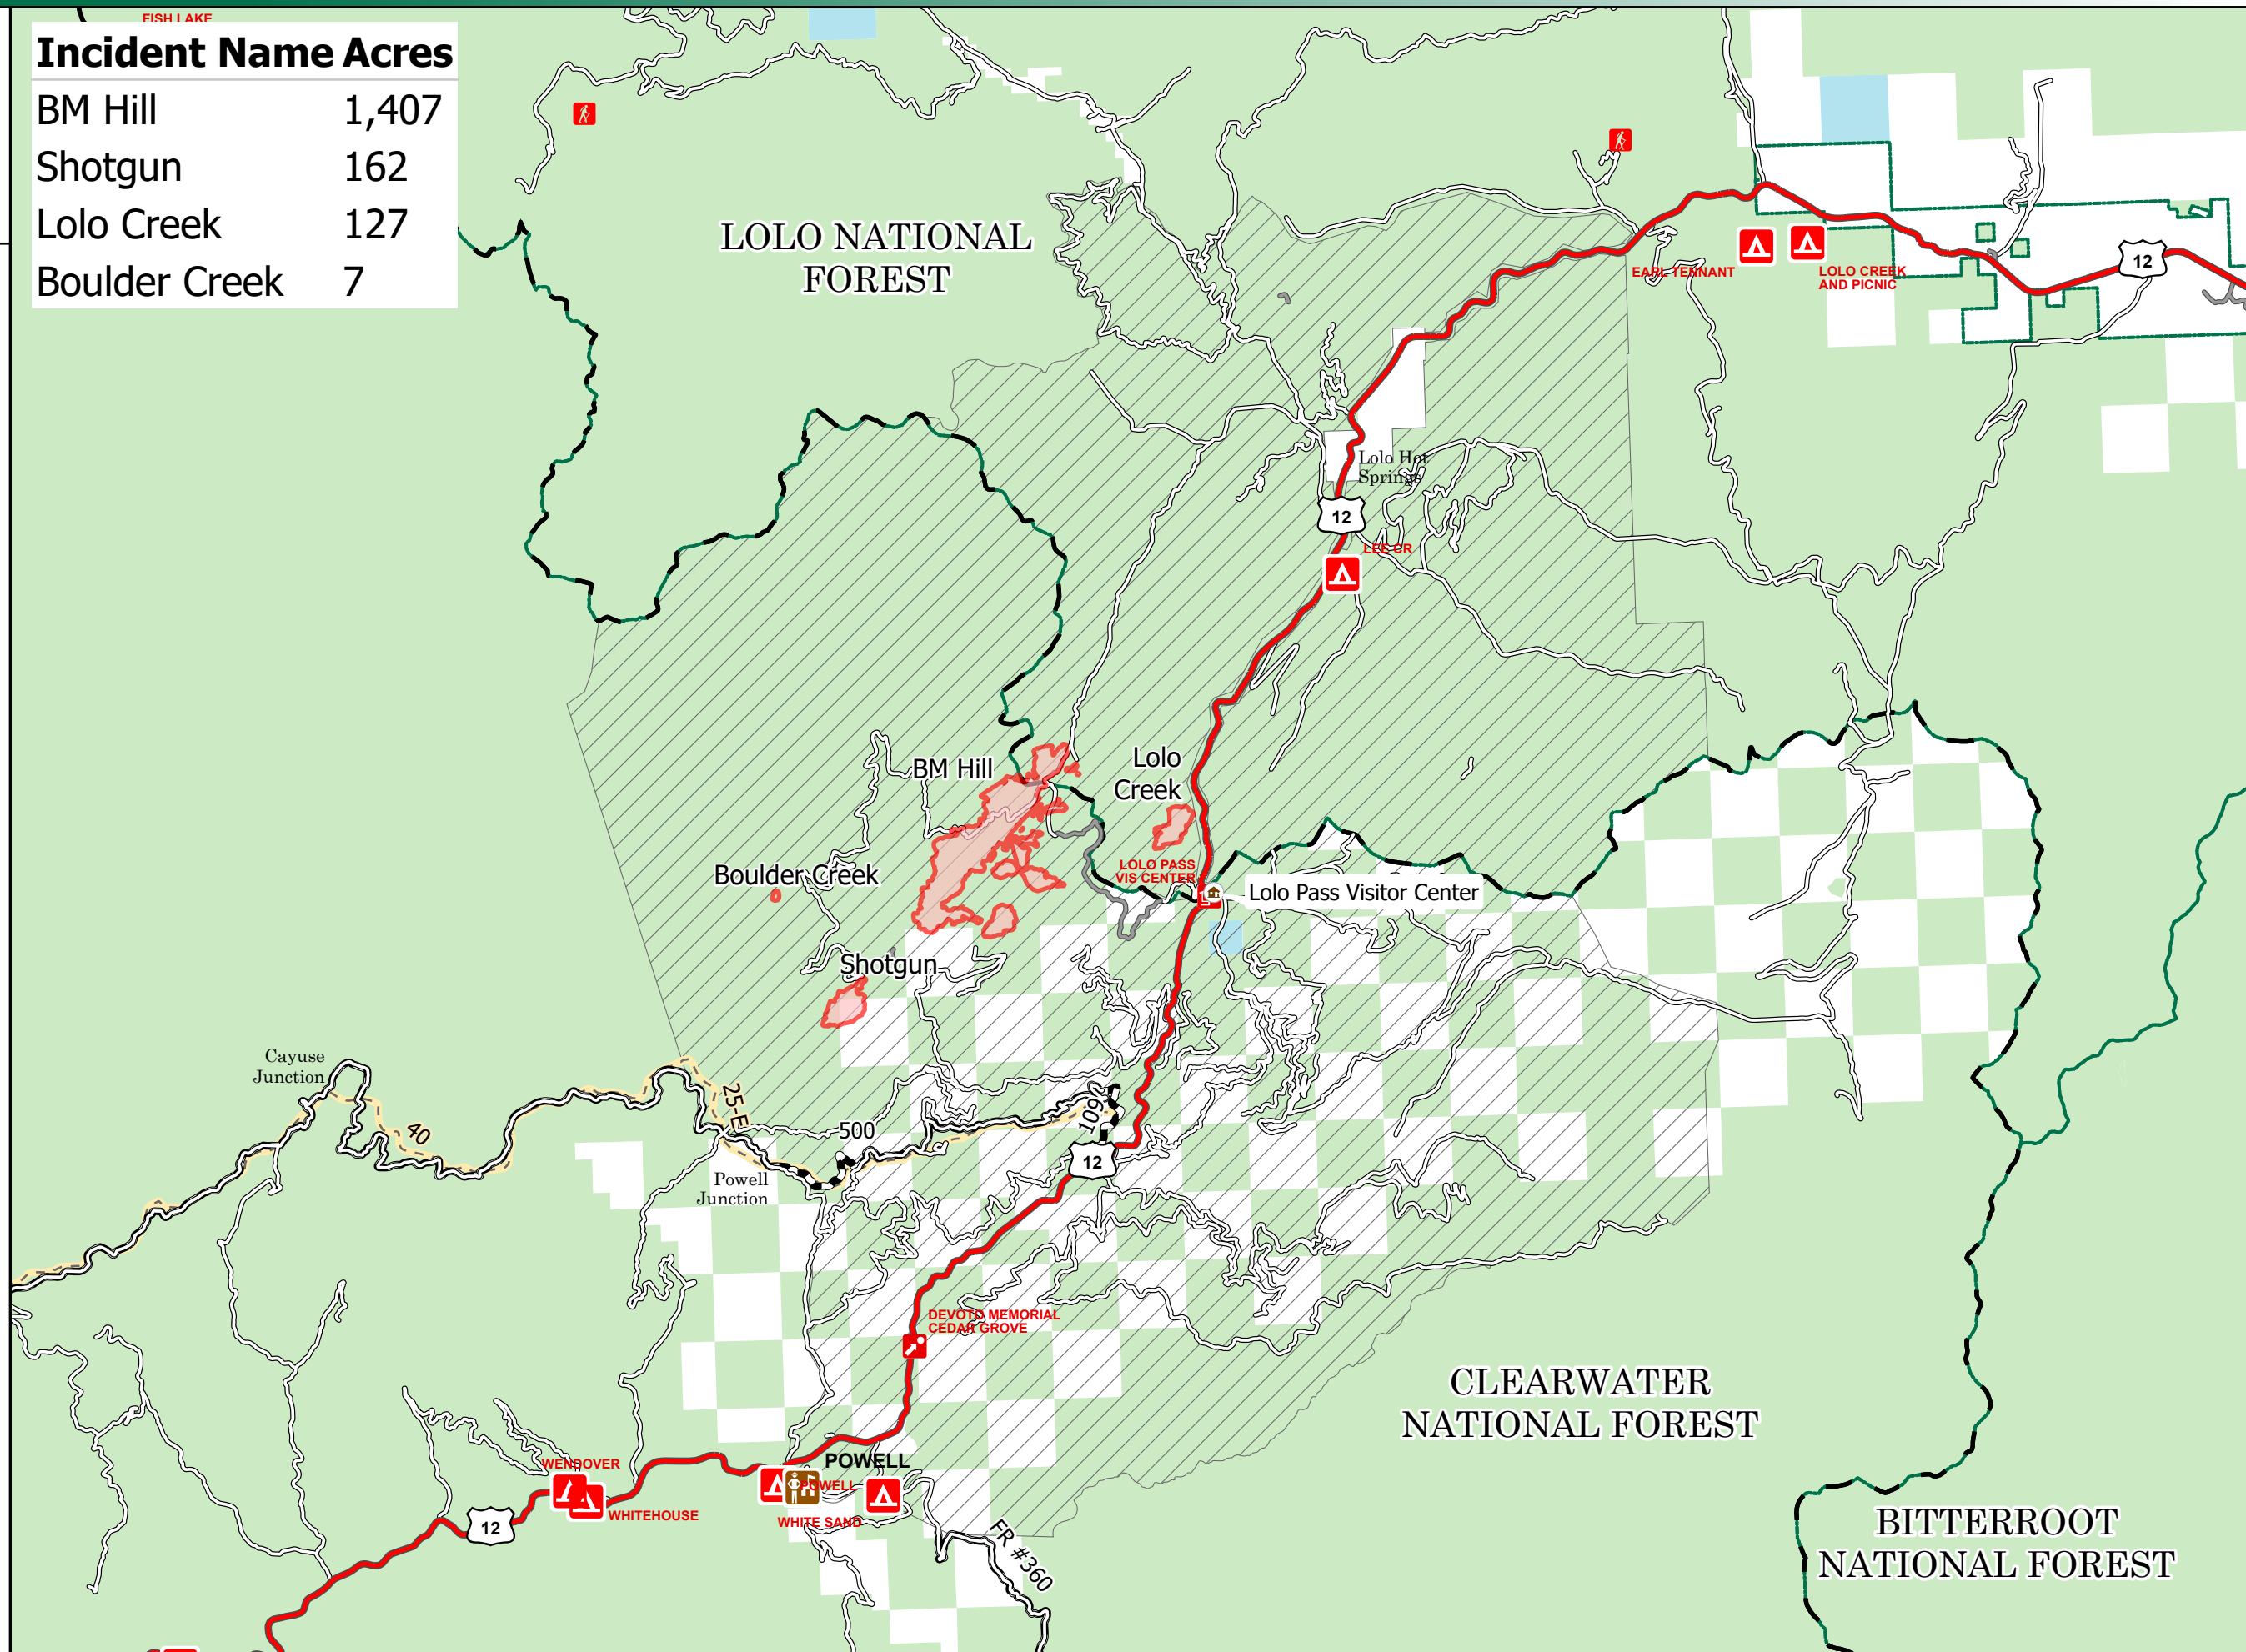 FISH LAKE
Incident Name Acres
BM Hill 1,407
Shotgun 162
Lolo Creek 127
Boulder Creek 7
LOLO NATIONAL
FOREST
EARL TENNANT
LOLO CREEK
AND PICNIC
12
Lolo Hot
Springs
12
LEE CR
BM Hill
Lolo
Creek
LOLO PASS
VIS CENTER
Lolo Pass Visitor Center
Boulder Creek
Shotgun
Cayuse
Junction
40
25-E
500
109
12
Powell
Junction
DEVOTO MEMORIAL
CEDAR GROVE
CLEARWATER
NATIONAL FOREST
POWELL
POWELL
WENDOVER
WHITEHOUSE
WHITE SAND
12
FR #360
BITTERROOT
NATIONAL FOREST